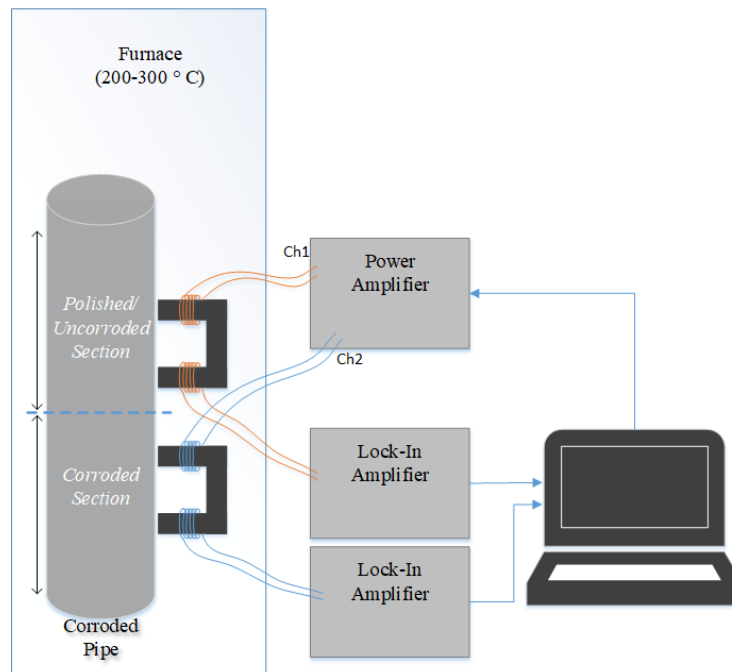 Furnace
(200-300 ° C)
Ch1
Power
Amplifier
Polished/
Uncorroded
Section
Ch2
Corroded
Section
Lock-In
Amplifier
Lock-In
Amplifier
Corroded
Pipe